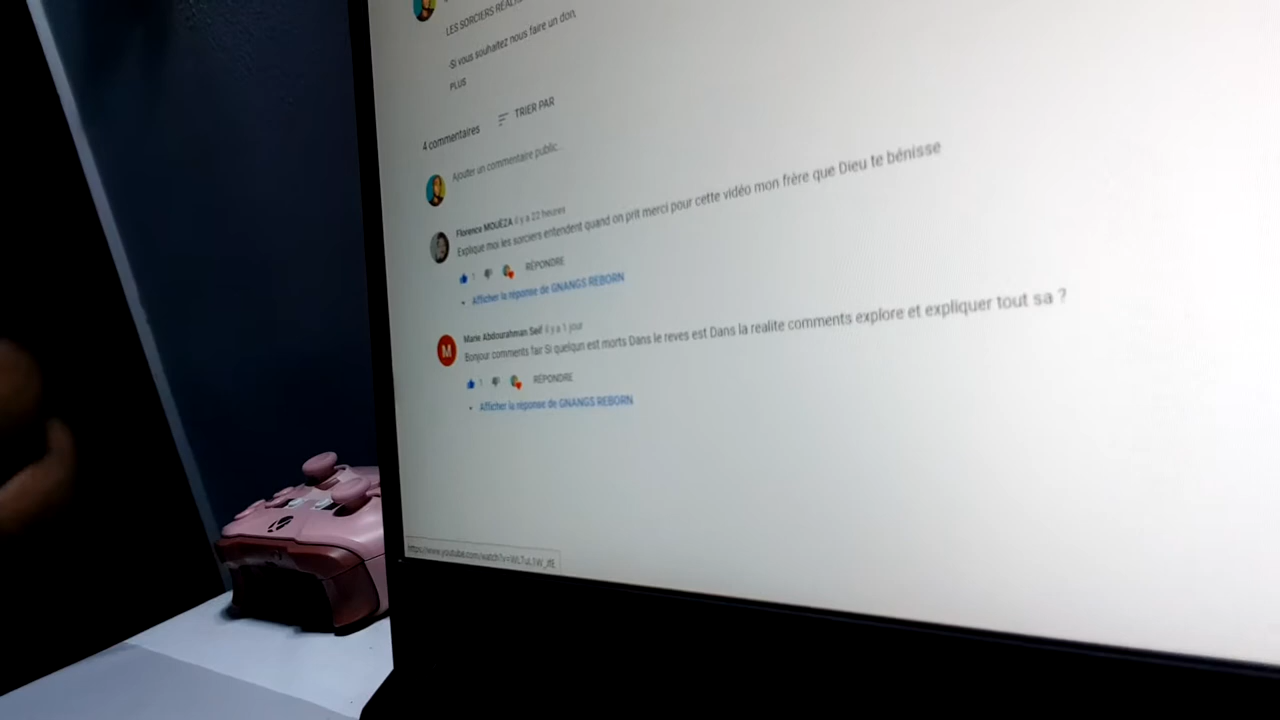 LES SORCIERS
-Si vous souhaitez nous faire un don,
PLUS
4 commentaires TRIER PAR
Ajouter un commentaire public...
Florence MOUEZA il y a 22 heures
Explique moi les sorciers entendent quand on prit merci pour cette vidéo mon frère que Dieu te bénisse
1 RÉPONDRE
Afficher la réponse de GNANGS REBORN
M
Marie Abdourahman Seif il y a 1 jour
Bonjour comments fair Si quelqun est morts Dans le reves est Dans la realite comments explore et expliquer tout sa ?
1 RÉPONDRE
Afficher la réponse de GNANGS REBORN